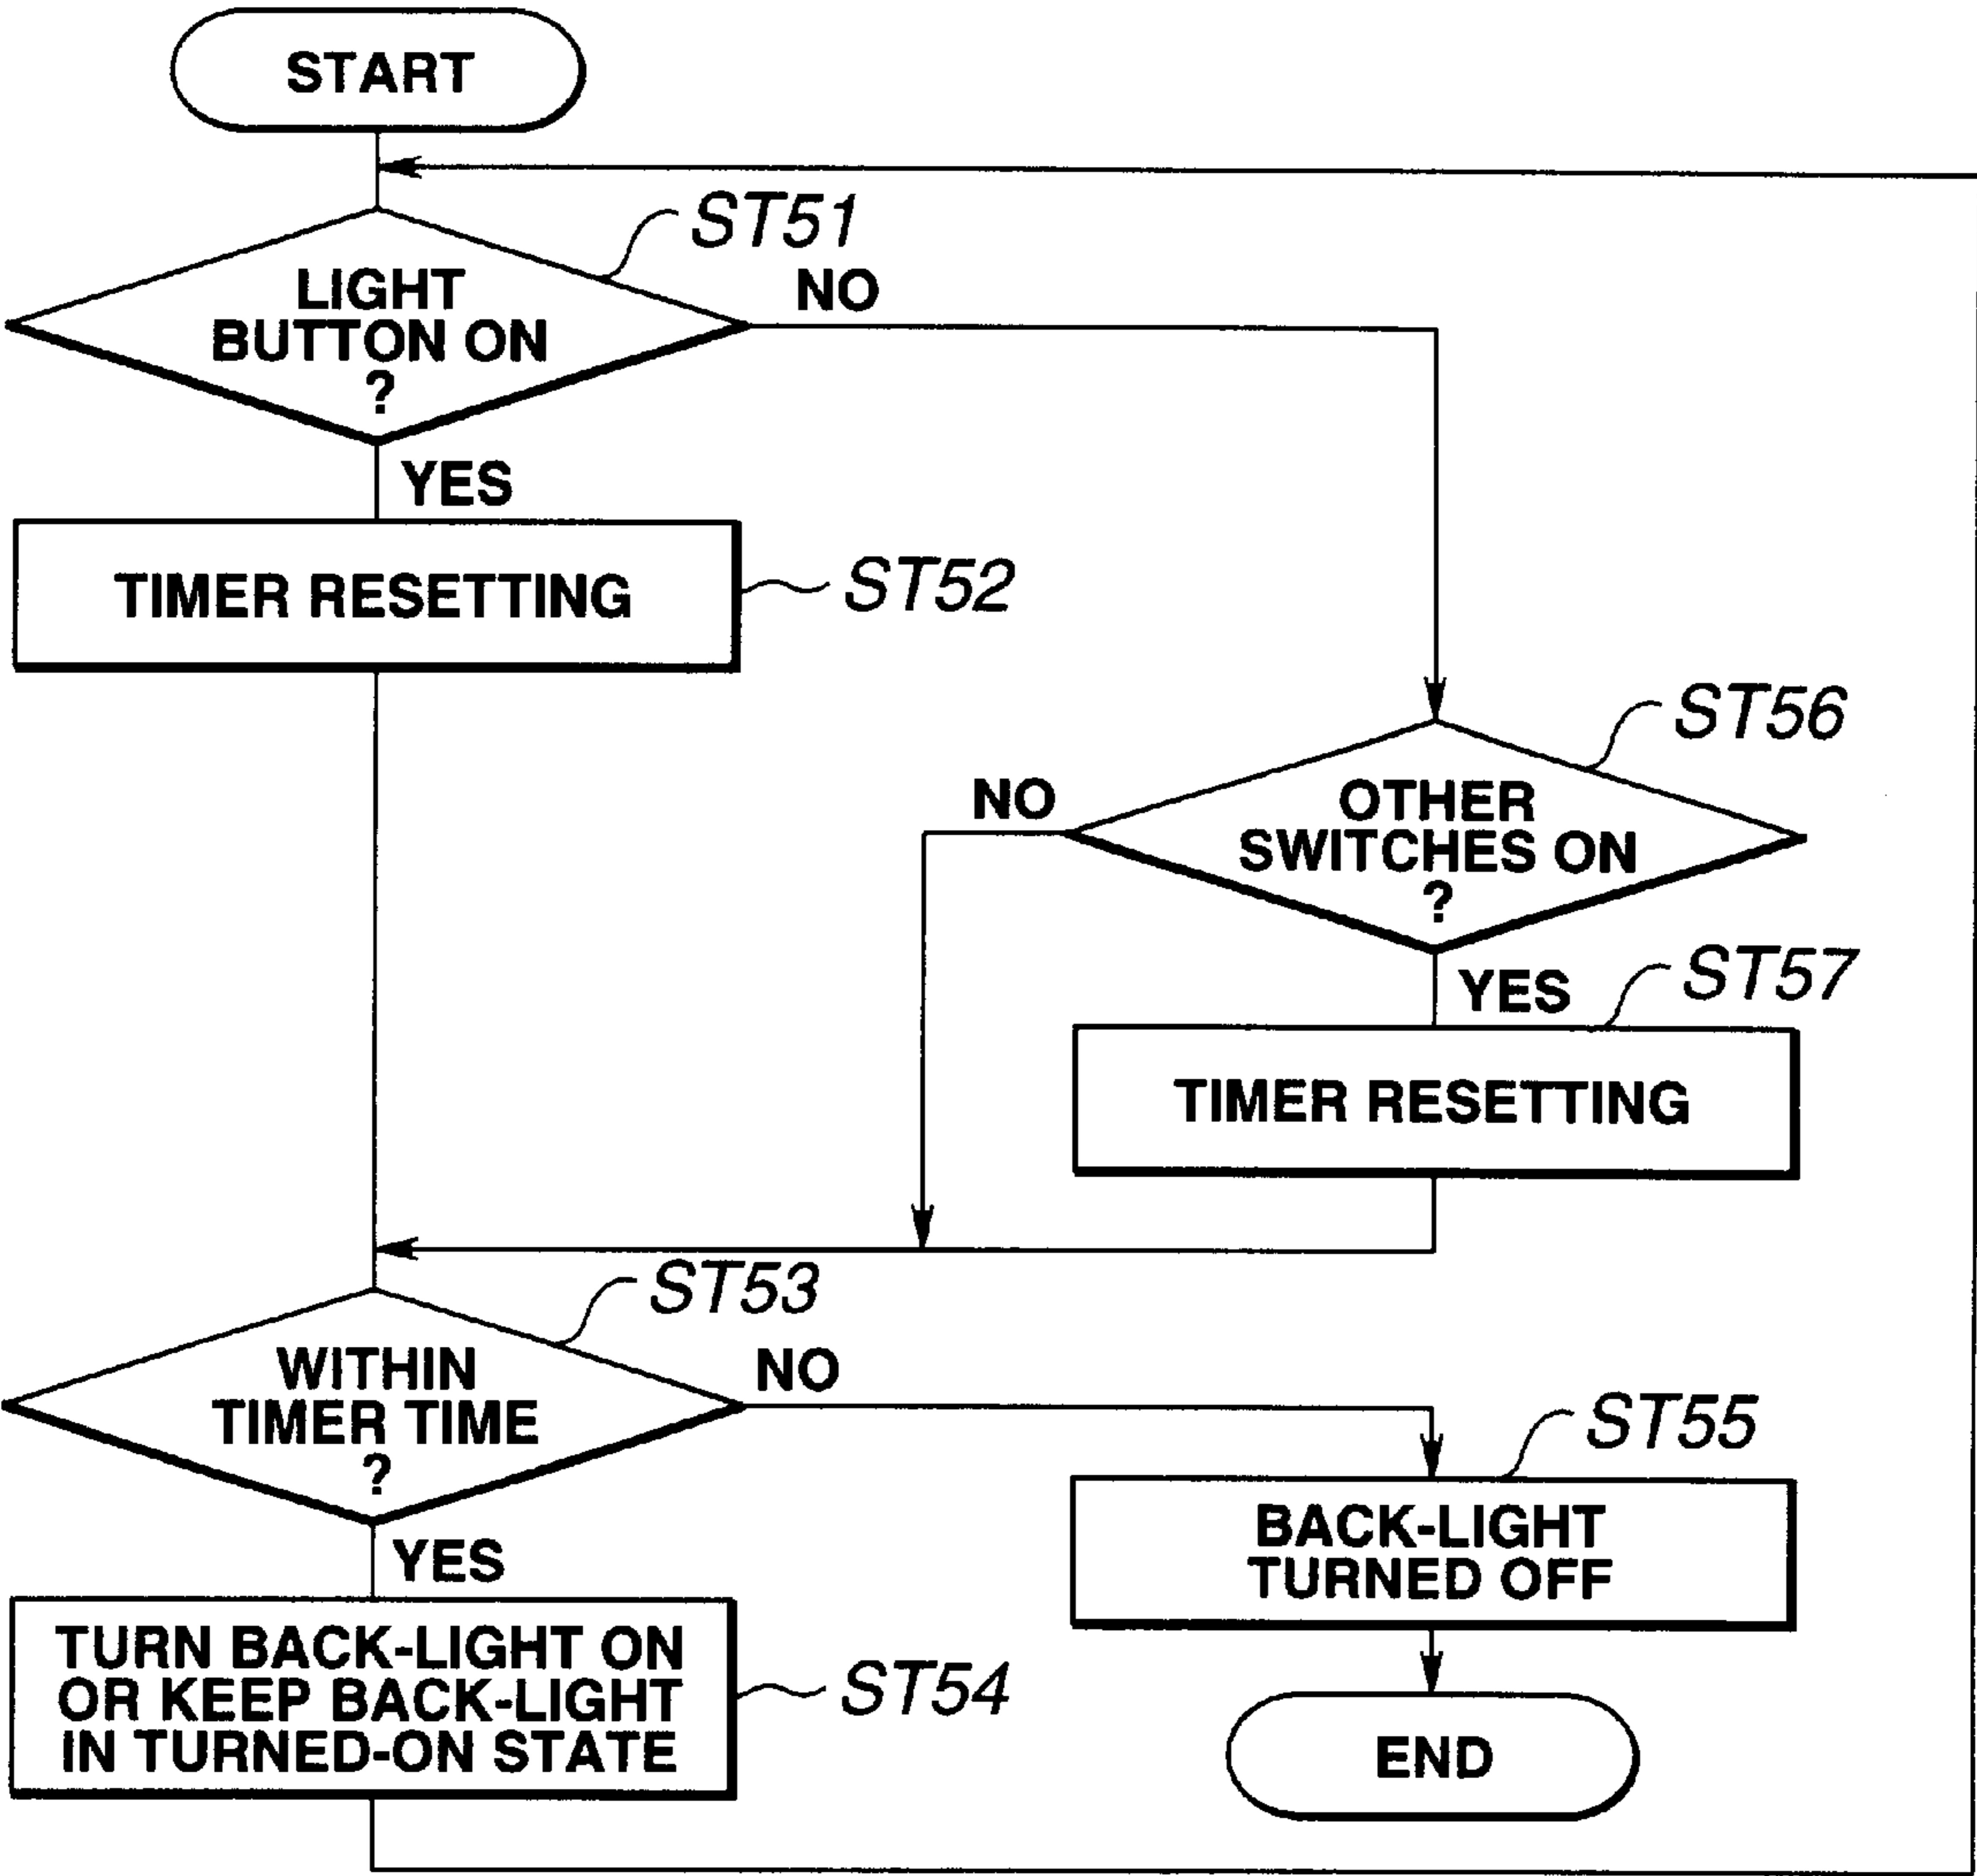 START
ST51
LIGHT
BUTTON ON
?
NO
YES
TIMER RESETTING
ST52
ST56
OTHER
SWITCHES ON
?
NO
YES
ST57
TIMER RESETTING
ST53
WITHIN
TIMER TIME
?
NO
YES
ST55
BACK-LIGHT
TURNED OFF
TURN BACK-LIGHT ON
OR KEEP BACK-LIGHT
IN TURNED-ON STATE
ST54
END